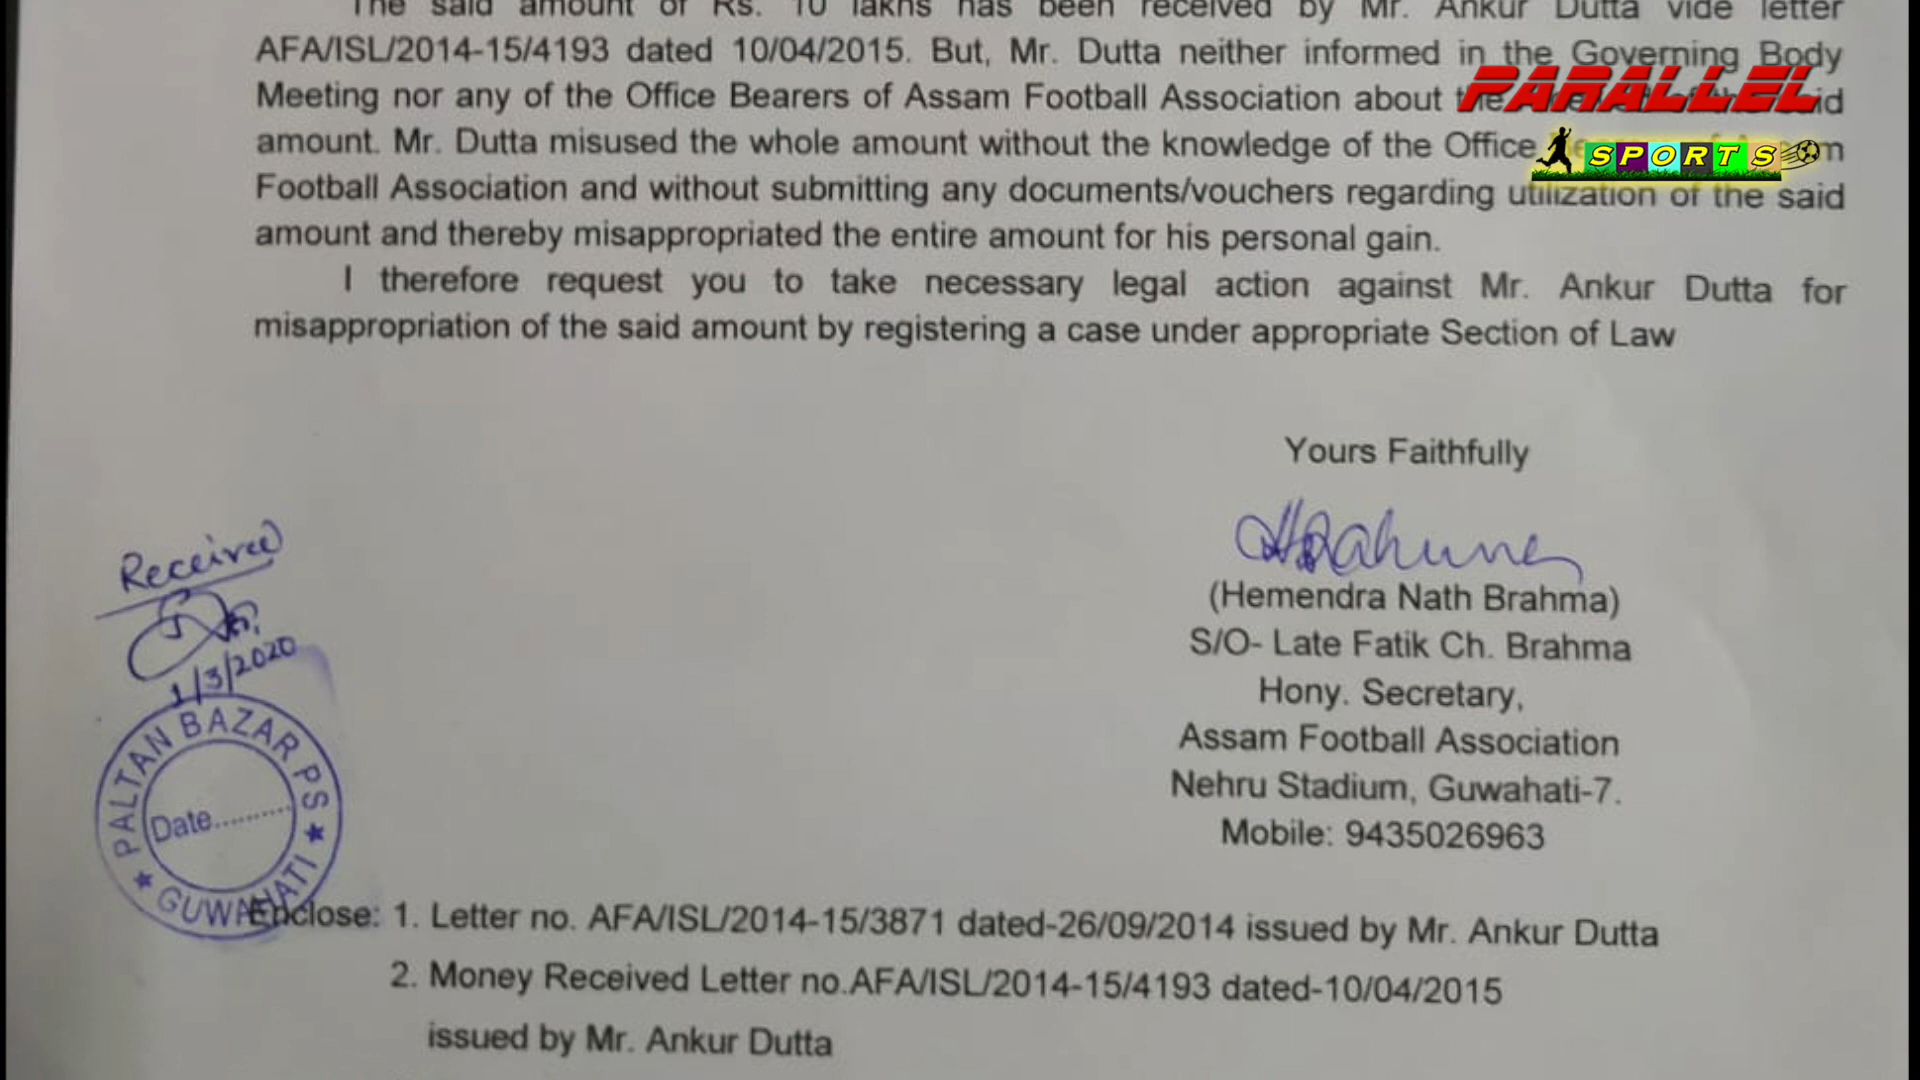 The said amount of Rs. 10 lakhs has been received by Mr. Ankur Dutta vide letter
AFA/ISL/2014-15/4193 dated 10/04/2015. But, Mr. Dutta neither informed in the Governing Body
Meeting nor any of the Office Bearers of Assam Football Association about the said
amount. Mr. Dutta misused the whole amount without the knowledge of the Office
Football Association and without submitting any documents/vouchers regarding utilization of the said
amount and thereby misappropriated the entire amount for his personal gain.
I therefore request you to take necessary legal action against Mr. Ankur Dutta for
misappropriation of the said amount by registering a case under appropriate Section of Law
PARALLEL
SPORTS
Yours Faithfully
HBrahma
(Hemendra Nath Brahma)
S/O- Late Fatik Ch. Brahma
Hony. Secretary,
Assam Football Association
Nehru Stadium, Guwahati-7.
Mobile: 9435026963
Received
1/3/2020
PALTAN BAZAR PS
Date..........
GUWAHATI
Enclose: 1. Letter no. AFA/ISL/2014-15/3871 dated-26/09/2014 issued by Mr. Ankur Dutta
2. Money Received Letter no.AFA/ISL/2014-15/4193 dated-10/04/2015
issued by Mr. Ankur Dutta